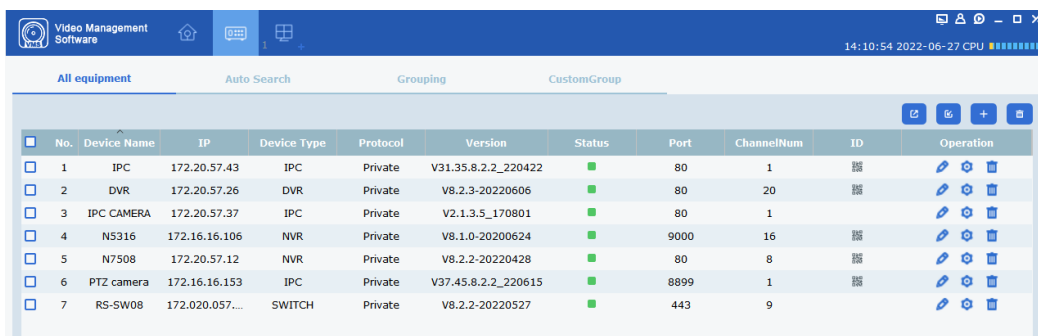 Video Management
Software
VMS
14:10:54 2022-06-27 CPU
All equipment Auto Search Grouping CustomGroup
No. Device Name IP Device Type Protocol Version Status Port ChannelNum ID Operation
1 IPC 172.20.57.43 IPC Private V31.35.8.2.2_220422 80 1
2 DVR 172.20.57.26 DVR Private V8.2.3-20220606 80 20
3 IPC CAMERA 172.20.57.37 IPC Private V2.1.3.5_170801 80 1
4 N5316 172.16.16.106 NVR Private V8.1.0-20200624 9000 16
5 N7508 172.20.57.12 NVR Private V8.2.2-20220428 80 8
6 PTZ camera 172.16.16.153 IPC Private V37.45.8.2.2_220615 8899 1
7 RS-SW08 172.020.057.... SWITCH Private V8.2.2-20220527 443 9